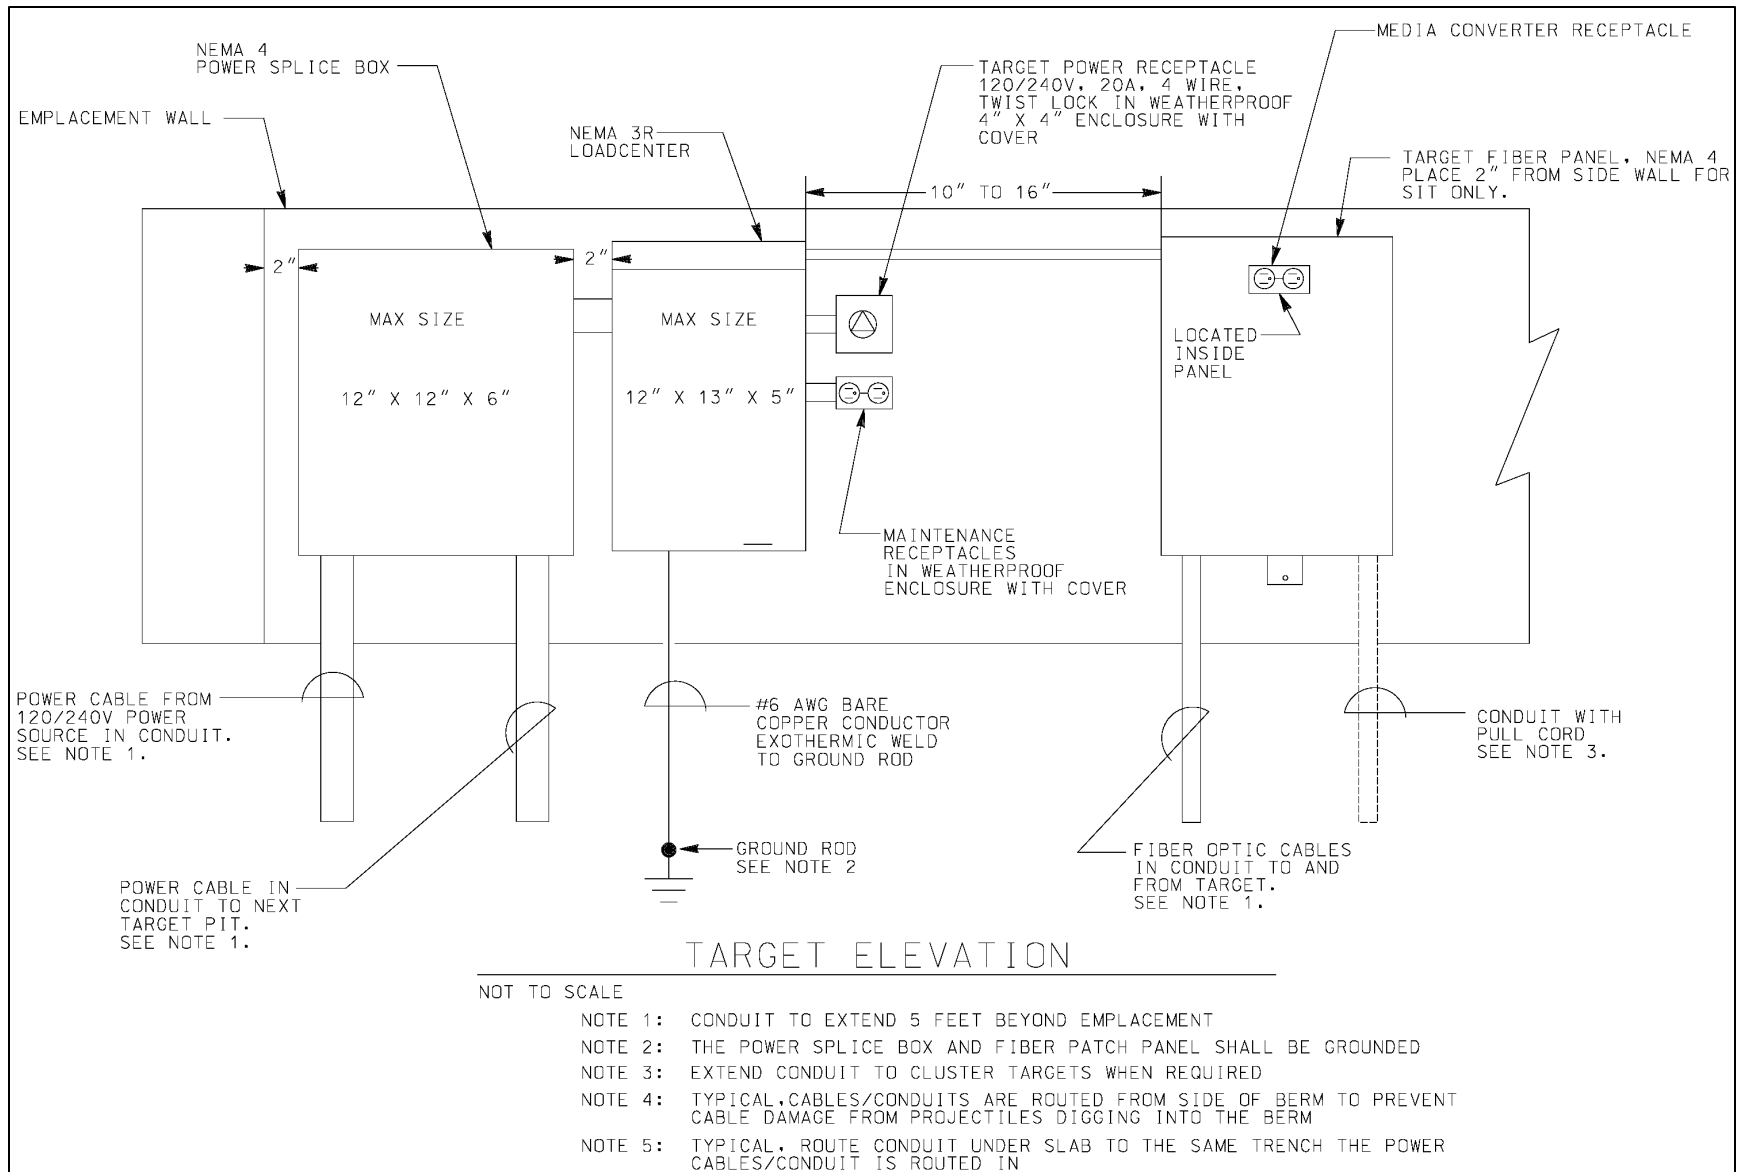 MEDIA CONVERTER RECEPTACLE
NEMA 4
POWER SPLICE BOX
TARGET POWER RECEPTACLE
120/240V, 20A, 4 WIRE,
TWIST LOCK IN WEATHERPROOF
4" X 4" ENCLOSURE WITH
COVER
EMPLACEMENT WALL
NEMA 3R
LOADCENTER
TARGET FIBER PANEL, NEMA 4
PLACE 2" FROM SIDE WALL FOR
SIT ONLY.
10" TO 16"
2"
2"
MAX SIZE
12" X 12" X 6"
MAX SIZE
12" X 13" X 5"
LOCATED
INSIDE
PANEL
MAINTENANCE
RECEPTACLES
IN WEATHERPROOF
ENCLOSURE WITH COVER
POWER CABLE FROM
120/240V POWER
SOURCE IN CONDUIT.
SEE NOTE 1.
#6 AWG BARE
COPPER CONDUCTOR
EXOTHERMIC WELD
TO GROUND ROD
CONDUIT WITH
PULL CORD
SEE NOTE 3.
GROUND ROD
SEE NOTE 2
FIBER OPTIC CABLES
IN CONDUIT TO AND
FROM TARGET.
SEE NOTE 1.
POWER CABLE IN
CONDUIT TO NEXT
TARGET PIT.
SEE NOTE 1.
TARGET ELEVATION
NOT TO SCALE
NOTE 1: CONDUIT TO EXTEND 5 FEET BEYOND EMPLACEMENT
NOTE 2: THE POWER SPLICE BOX AND FIBER PATCH PANEL SHALL BE GROUNDED
NOTE 3: EXTEND CONDUIT TO CLUSTER TARGETS WHEN REQUIRED
NOTE 4: TYPICAL,CABLES/CONDUITS ARE ROUTED FROM SIDE OF BERM TO PREVENT
CABLE DAMAGE FROM PROJECTILES DIGGING INTO THE BERM
NOTE 5: TYPICAL, ROUTE CONDUIT UNDER SLAB TO THE SAME TRENCH THE POWER
CABLES/CONDUIT IS ROUTED IN